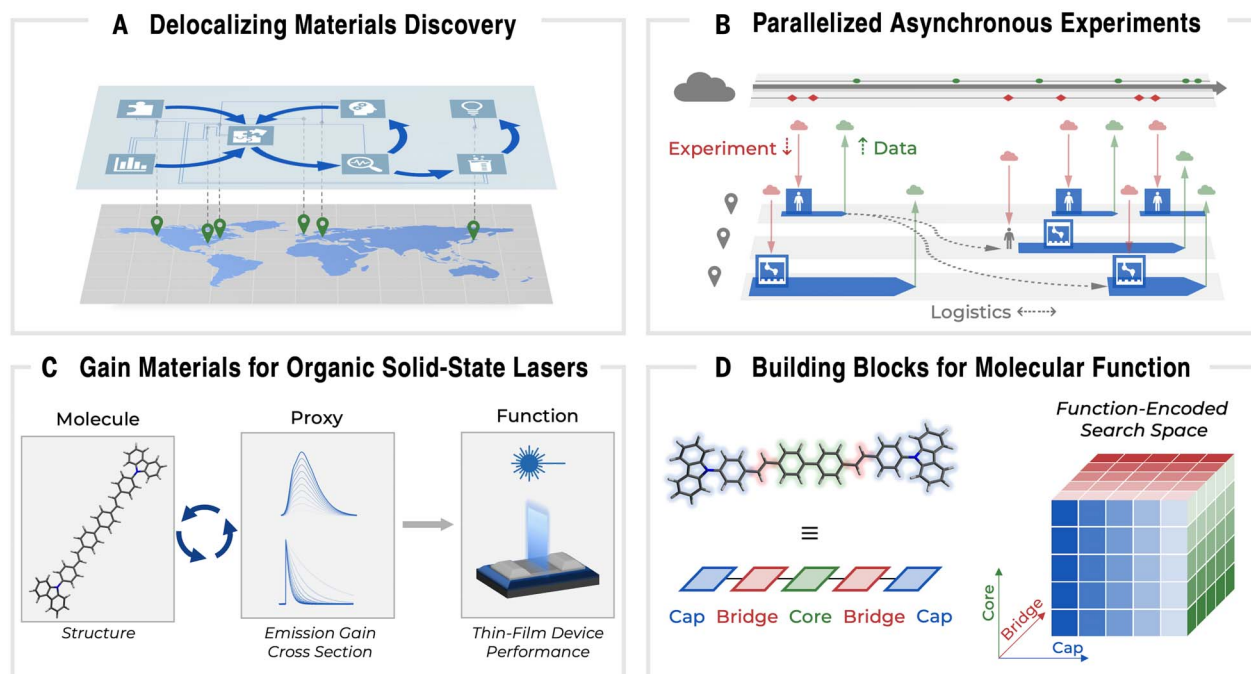 A Delocalizing Materials Discovery
B Parallelized Asynchronous Experiments
Experiment
Data
Logistics
C Gain Materials for Organic Solid-State Lasers
Molecule
Proxy
Function
Structure
Emission Gain
Cross Section
Thin-Film Device
Performance
D Building Blocks for Molecular Function
Function-Encoded
Search Space
≡
Cap Bridge Core Bridge Cap
Core
Bridge
Cap